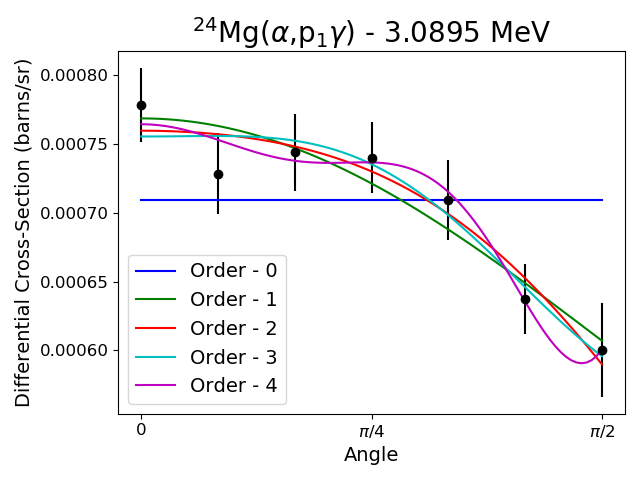 ²⁴Mg(α,p₁γ) - 3.0895 MeV
Differential Cross-Section (barns/sr)
0.00080
0.00075
0.00070
0.00065
0.00060
Order - 0
Order - 1
Order - 2
Order - 3
Order - 4
0 π/4 π/2
Angle